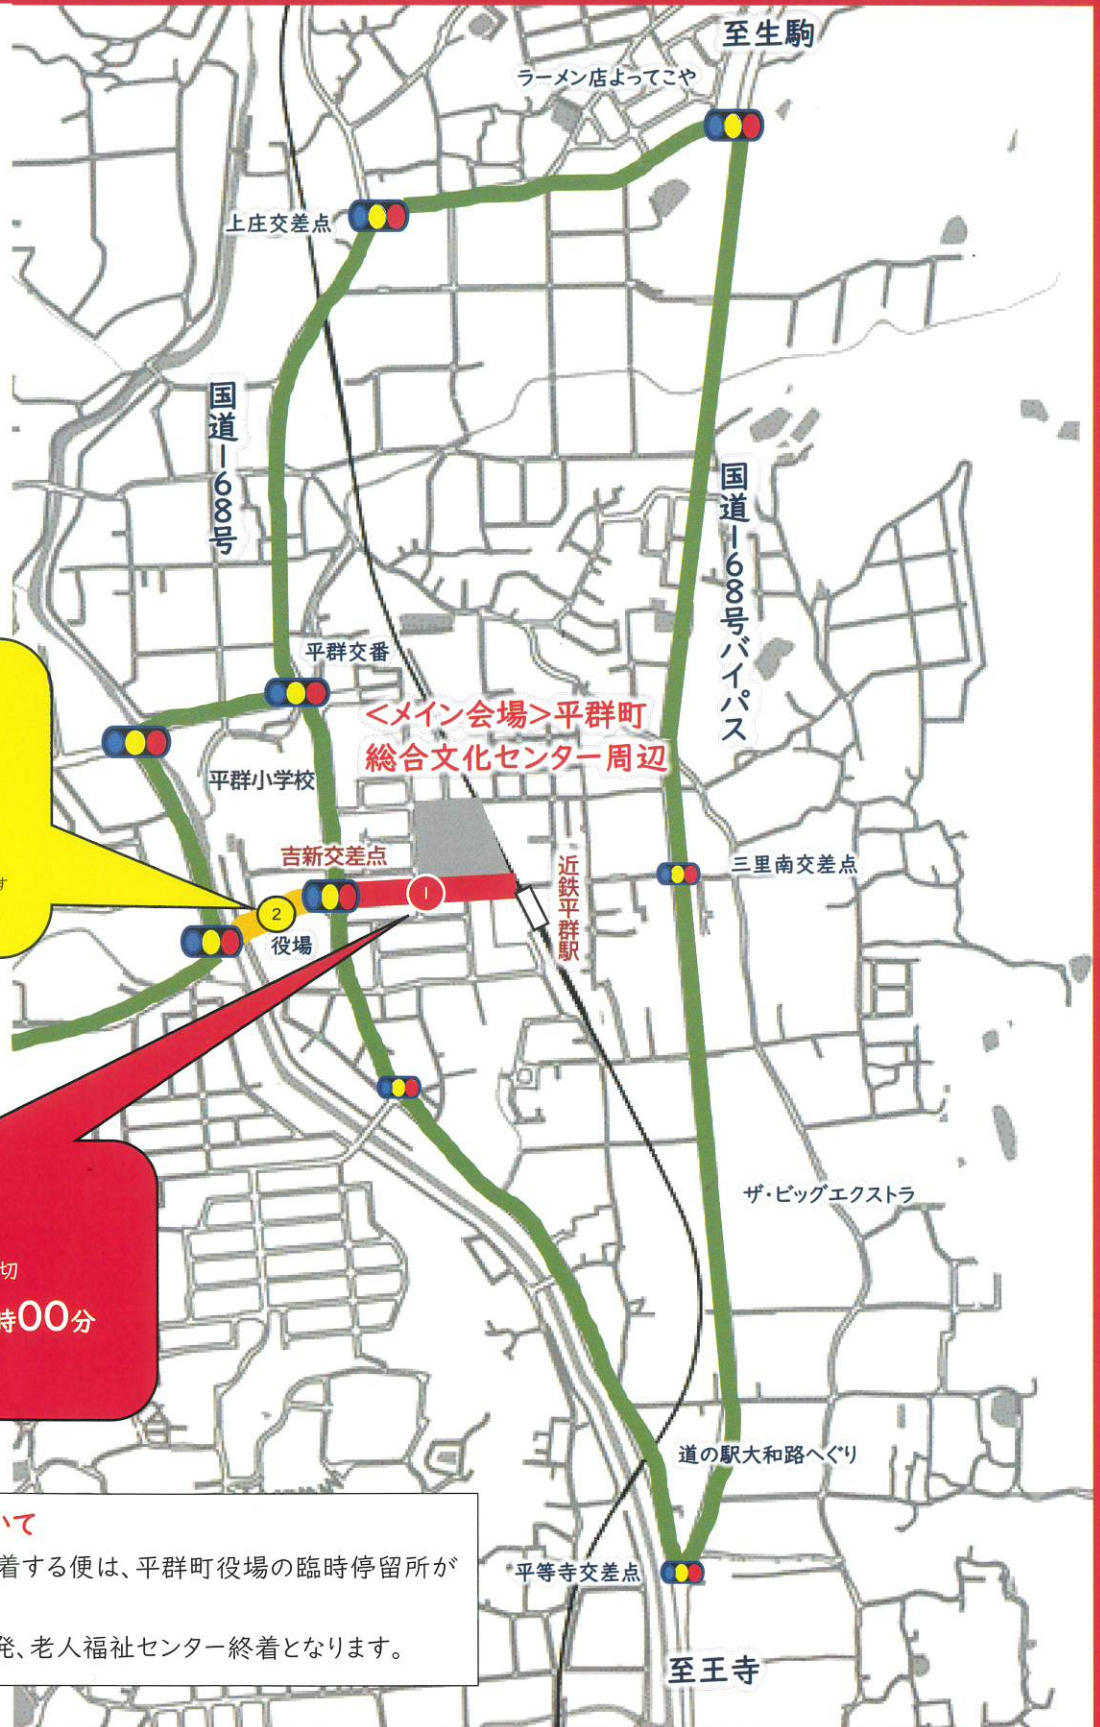 至生駒
ラーメン店よってこや
上庄交差点
国道168号
国道168号バイパス
平群交番
<メイン会場>平群町
総合文化センター周辺
平群小学校
吉新交差点
三里南交差点
近鉄平群駅
1
2
役場
す
ザ・ビッグエクストラ
切
時00分
道の駅大和路へぐり
いて
着する便は、平群町役場の臨時停留所が
平等寺交差点
発、老人福祉センター終着となります。
至王寺